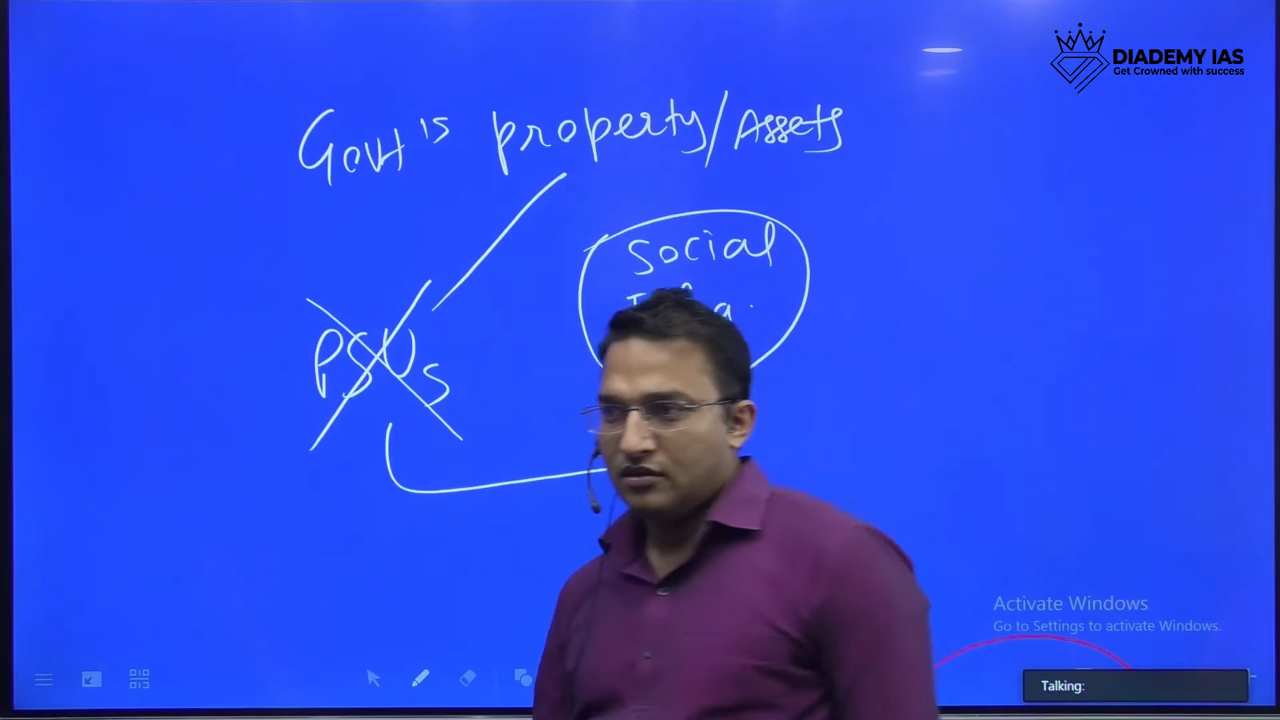 DIADEMY IAS
Get Crowned with success
Govt's property/Assets
Social
PSUs
Activate Windows
Go to Settings to activate Windows.
Talking: